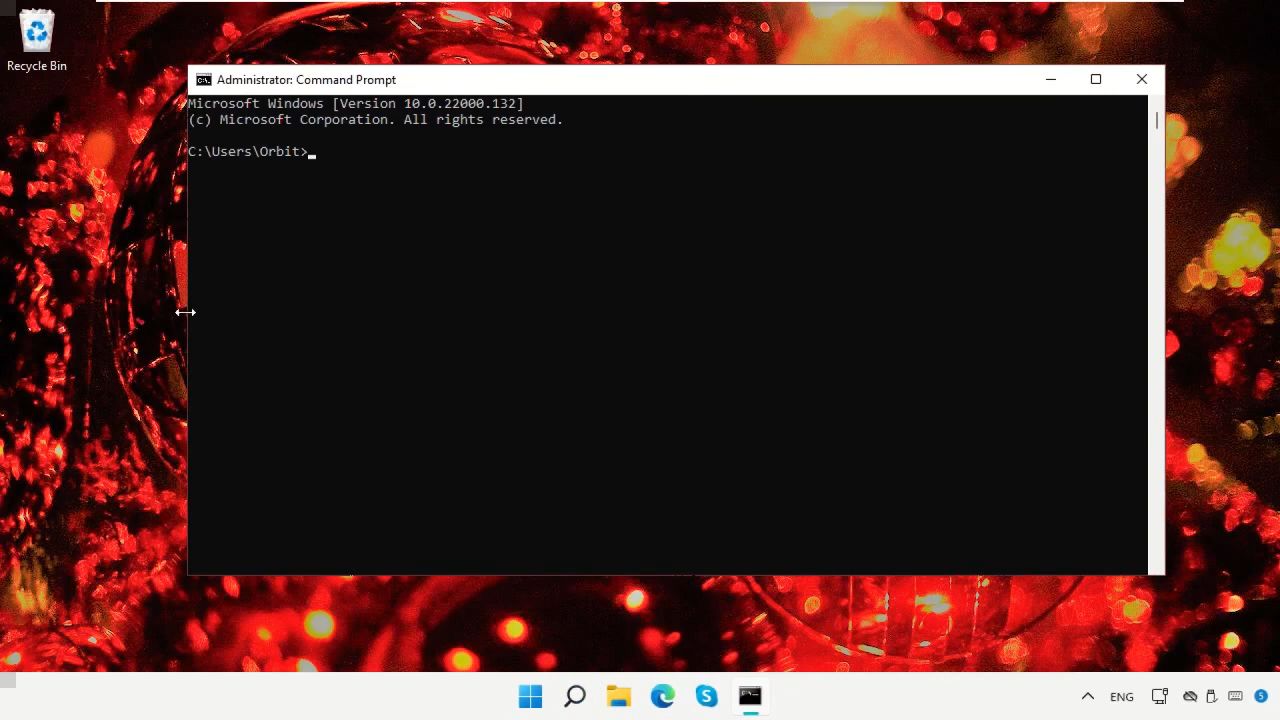 Recycle Bin
Administrator: Command Prompt
Microsoft Windows [Version 10.0.22000.132]
(c) Microsoft Corporation. All rights reserved.
C:\Users\Orbit>
ENG
5